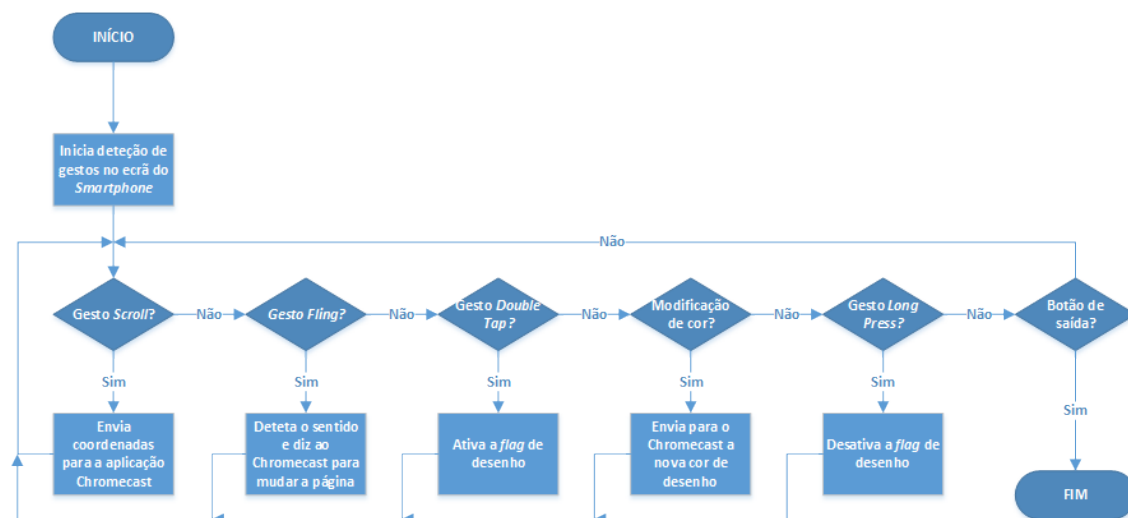 INÍCIO
Inicia deteção de
gestos no ecrã do
Smartphone
Não
Gesto Scroll?
Não
Gesto Fling?
Não
Gesto Double
Tap?
Não
Modificação
de cor?
Não
Gesto Long
Press?
Não
Botão de
saída?
Sim
Sim
Sim
Sim
Sim
Sim
Envia
coordenadas
para a aplicação
Chromecast
Deteta o sentido
e diz ao
Chromecast para
mudar a página
Ativa a flag de
desenho
Envia para o
Chromecast a
nova cor de
desenho
Desativa a flag de
desenho
FIM